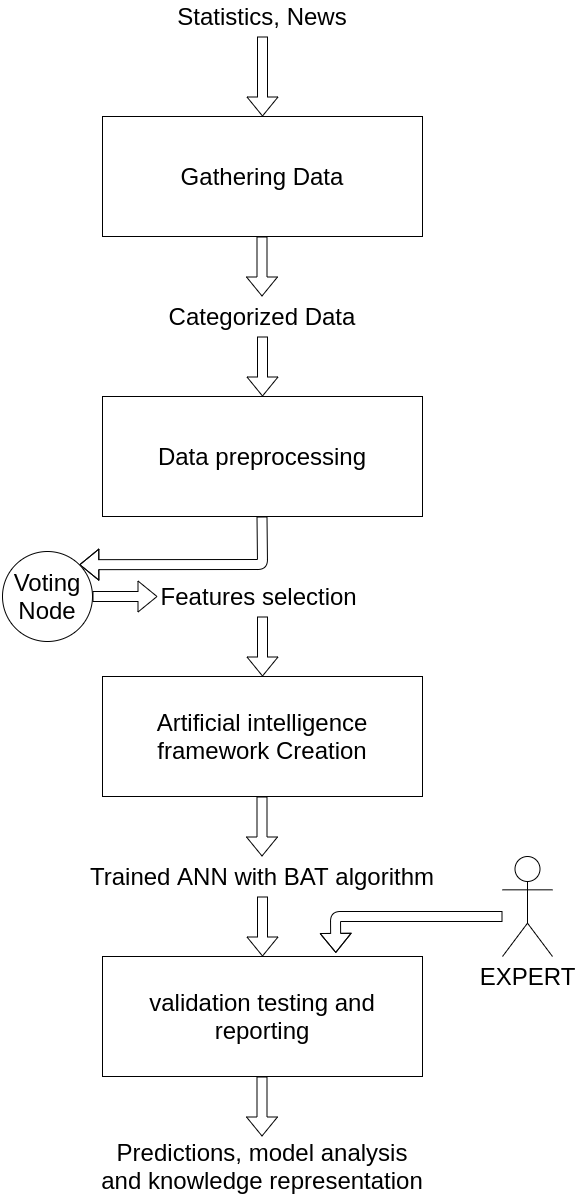 Statistics, News
Gathering Data
Categorized Data
Data preprocessing
Voting
Node
Features selection
Artificial intelligence
framework Creation
Trained ANN with BAT algorithm
EXPERT
validation testing and
reporting
Predictions, model analysis
and knowledge representation